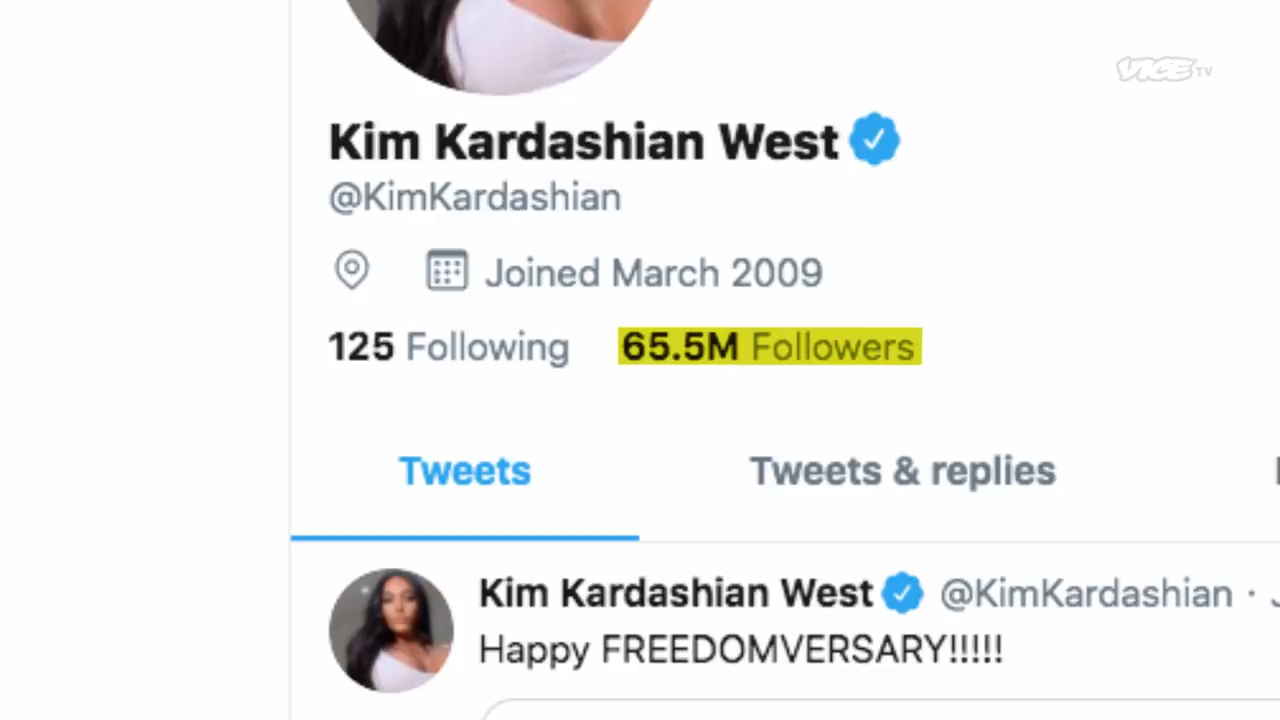 VICE TV
Kim Kardashian West
@KimKardashian
Joined March 2009
125 Following 65.5M Followers
Tweets Tweets & replies
Kim Kardashian West @KimKardashian ·
Happy FREEDOMVERSARY!!!!!